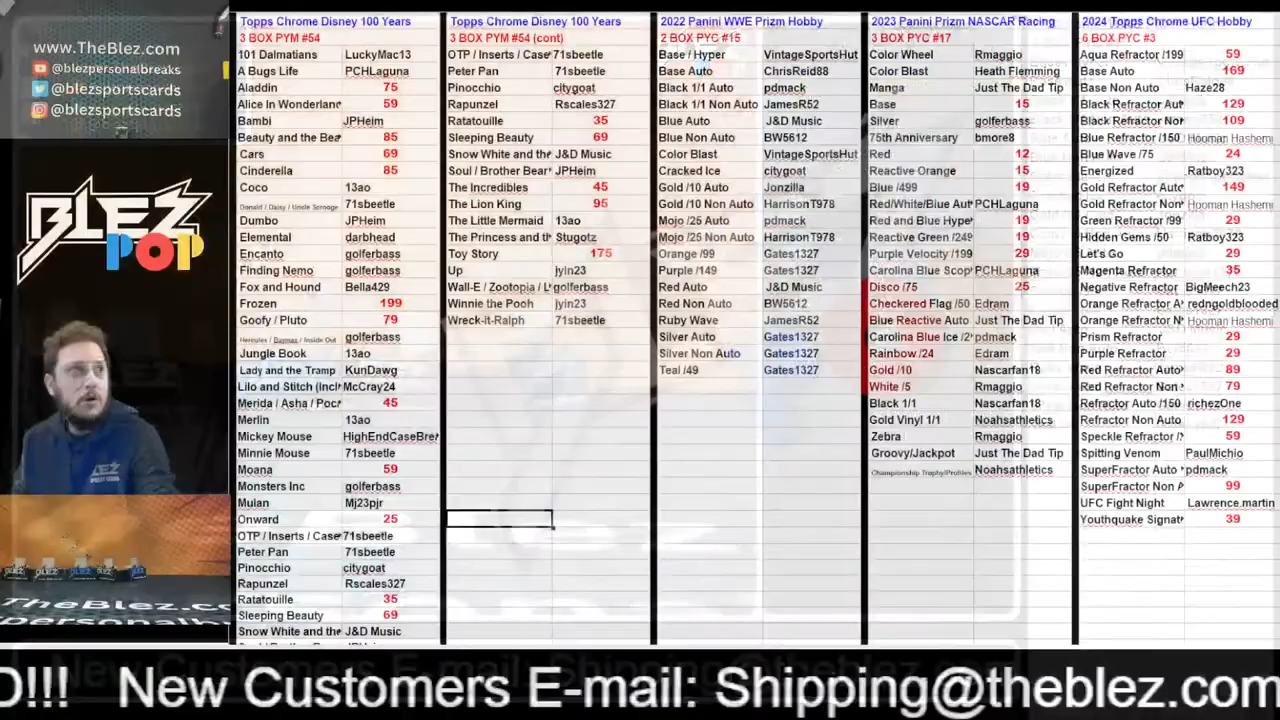 www.TheBlez.com
@blezpersonalbreaks
@blezsportscards
@blezsportscards
BLEZ
POP
Topps Chrome Disney 100 Years
3 BOX PYM #54
101 Dalmatians LuckyMac13
A Bugs Life PCHLaguna
Aladdin 75
Alice In Wonderland 59
Bambi JPHeim
Beauty and the Bea 85
Cars 69
Cinderella 85
Coco 13ao
Donald / Daisy / Uncle Scrooge 71sbeetle
Dumbo JPHeim
Elemental darbhead
Encanto golferbass
Finding Nemo golferbass
Fox and Hound Bella429
Frozen 199
Goofy / Pluto 79
Hercules / Baymax / Inside Out golferbass
Jungle Book 13ao
Lady and the Tramp KunDawg
Lilo and Stitch (incl McCray24
Merida / Asha / Poc 45
Merlin 13ao
Mickey Mouse HighEndCaseBre
Minnie Mouse 71sbeetle
Moana 59
Monsters Inc golferbass
Mulan Mj23pjr
Onward 25
OTP / Inserts / Case 71sbeetle
Peter Pan 71sbeetle
Pinocchio citygoat
Rapunzel Rscales327
Ratatouille 35
Sleeping Beauty 69
Snow White and the J&D Music
Topps Chrome Disney 100 Years
3 BOX PYM #54 (cont)
OTP / Inserts / Case 71sbeetle
Peter Pan 71sbeetle
Pinocchio citygoat
Rapunzel Rscales327
Ratatouille 35
Sleeping Beauty 69
Snow White and the J&D Music
Soul / Brother Bear JPHeim
The Incredibles 45
The Lion King 95
The Little Mermaid 13ao
The Princess and th Stugotz
Toy Story 175
Up jyin23
Wall-E / Zootopia / L golferbass
Winnie the Pooh jyin23
Wreck-it-Ralph 71sbeetle
2022 Panini WWE Prizm Hobby
2 BOX PYC #15
Base / Hyper VintageSportsHut
Base Auto ChrisReid88
Black 1/1 Auto pdmack
Black 1/1 Non Auto JamesR52
Blue Auto J&D Music
Blue Non Auto BW5612
Color Blast VintageSportsHut
Cracked Ice citygoat
Gold /10 Auto Jonzilla
Gold /10 Non Auto HarrisonT978
Mojo /25 Auto pdmack
Mojo /25 Non Auto HarrisonT978
Orange /99 Gates1327
Purple /149 Gates1327
Red Auto J&D Music
Red Non Auto BW5612
Ruby Wave JamesR52
Silver Auto Gates1327
Silver Non Auto Gates1327
Teal /49 Gates1327
2023 Panini Prizm NASCAR Racing
3 BOX PYC #17
Color Wheel Rmaggio
Color Blast Heath Flemming
Manga Just The Dad Tip
Base 15
Silver golferbass
75th Anniversary bmore8
Red 12
Reactive Orange 15
Blue /499 19
Red/White/Blue Aut PCHLaguna
Red and Blue Hype 19
Reactive Green /249 19
Purple Velocity /199 29
Carolina Blue Scop PCHLaguna
Disco /75 25
Checkered Flag /50 Edram
Blue Reactive Auto Just The Dad Tip
Carolina Blue Ice /2 pdmack
Rainbow /24 Edram
Gold /10 Nascarfan18
White /5 Rmaggio
Black 1/1 Nascarfan18
Gold Vinyl 1/1 Noahsathletics
Zebra Rmaggio
Groovy/Jackpot Just The Dad Tip
Championship Trophy/Profiles Noahsathletics
2024 Topps Chrome UFC Hobby
6 BOX PYC #3
Aqua Refractor /199 59
Base Auto 169
Base Non Auto Haze28
Black Refractor Aut 129
Black Refractor No 109
Blue Refractor /150 Hooman Hashemi
Blue Wave /75 24
Energized Ratboy323
Gold Refractor Aut 149
Gold Refractor Non Hooman Hashemi
Green Refractor /99 29
Hidden Gems /50 Ratboy323
Let's Go 29
Magenta Refractor 35
Negative Refractor BigMeech23
Orange Refractor A redngoldblooded
Orange Refractor N Hooman Hashemi
Prism Refractor 29
Purple Refractor 29
Red Refractor Auto 89
Red Refractor Non 79
Refractor Auto /150 richezOne
Refractor Non Auto 129
Speckle Refractor / 59
Spitting Venom PaulMichio
SuperFractor Auto pdmack
SuperFractor Non A 99
UFC Fight Night Lawrence.martin
Youthquake Signat 39
TheBlez.co
personalb
D!!! New Customers E-mail: Shipping@theblez.com